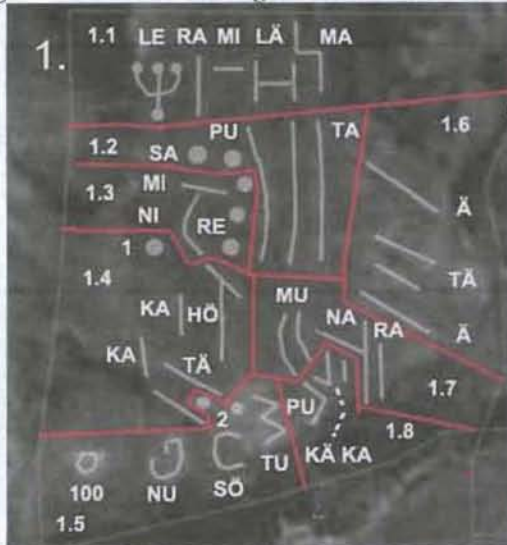 1.
1.1 LE RA MI LÄ MA
1.2 SA PU TA 1.6
1.3 MI
NI RE Ä
1
1.4 TÄ
KA HÖ MU Ä
NA RA
KA TÄ
1.7
2 PU
1.8
100 NU SÖ TU KÄ KA
1.5